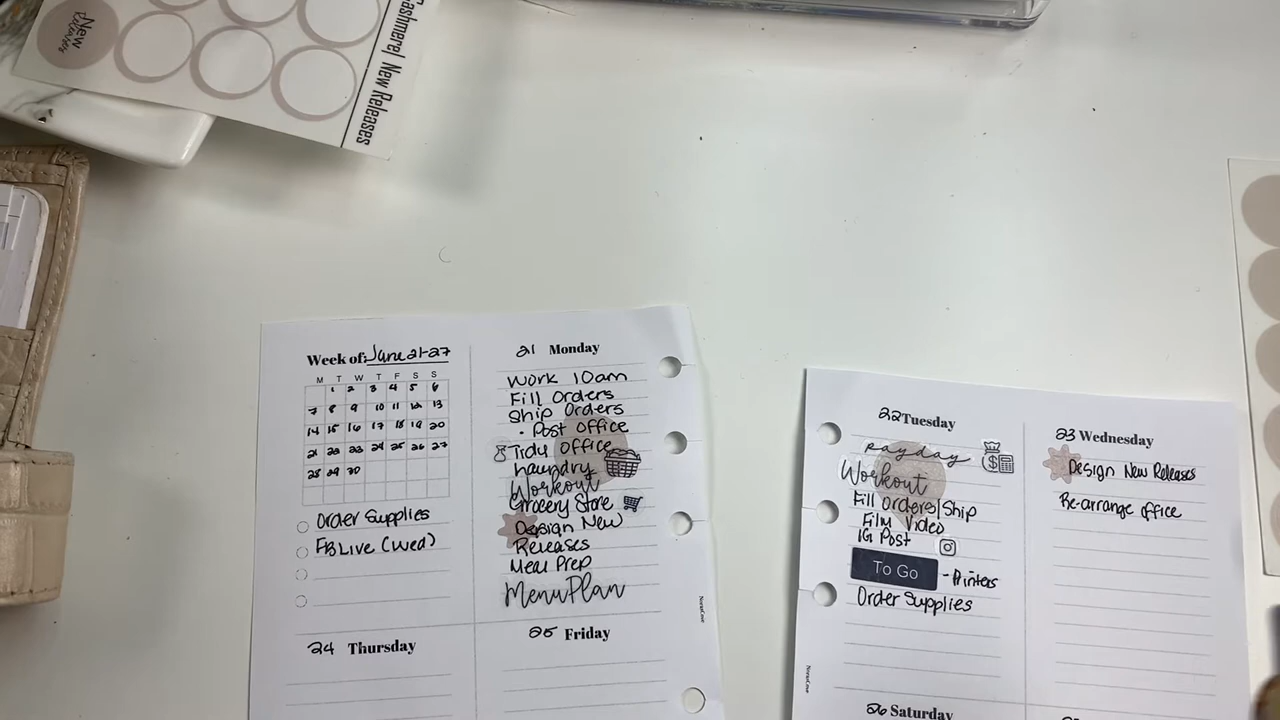 New Releases
Cashmere| New Releases
Week of: June 21-27
M T W T F S S
1 2 3 4 5 6
7 8 9 10 11 12 13
14 15 16 17 18 19 20
21 22 23 24 25 26 27
28 29 30
Order Supplies
FB Live (Wed)
21 Monday
Work 10am
Fill Orders
Ship Orders
• Post Office
Tidy Office
Laundry
Workout
Grocery Store
Design New
Releases
Meal Prep
Menu Plan
24 Thursday
25 Friday
22 Tuesday
payday
Workout
Fill Orders/Ship
Film Video
IG Post
To Go - Printers
Order Supplies
23 Wednesday
Design New Releases
Re-arrange office
26 Saturday